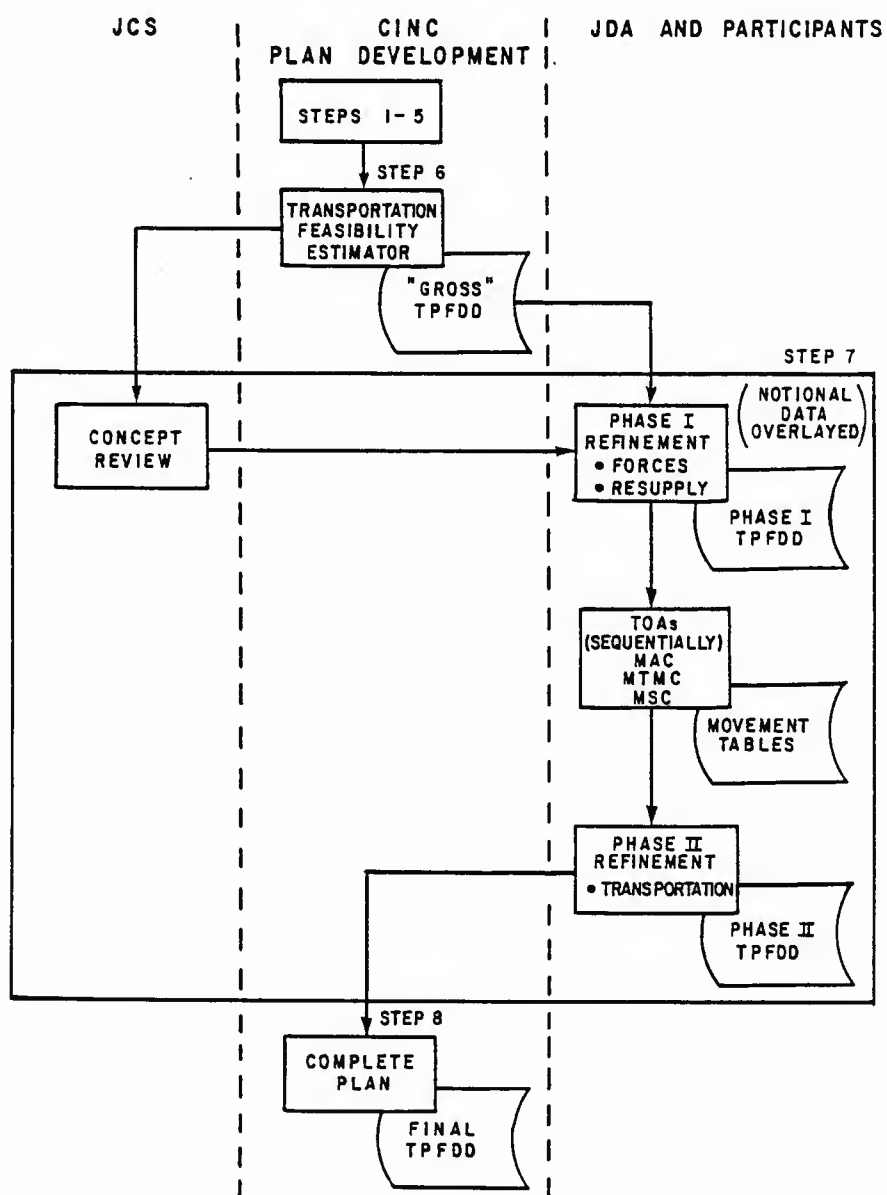 JCS
CINC
PLAN DEVELOPMENT
JDA AND PARTICIPANTS
STEPS 1-5
STEP 6
TRANSPORTATION
FEASIBILITY
ESTIMATOR
"GROSS"
TPFDD
STEP 7
CONCEPT
REVIEW
PHASE I
REFINEMENT
• FORCES
• RESUPPLY
(NOTIONAL
DATA
OVERLAYED)
PHASE I
TPFDD
TOAs
(SEQUENTIALLY)
MAC
MTMC
MSC
MOVEMENT
TABLES
PHASE II
REFINEMENT
• TRANSPORTATION
PHASE II
TPFDD
STEP 8
COMPLETE
PLAN
FINAL
TPFDD